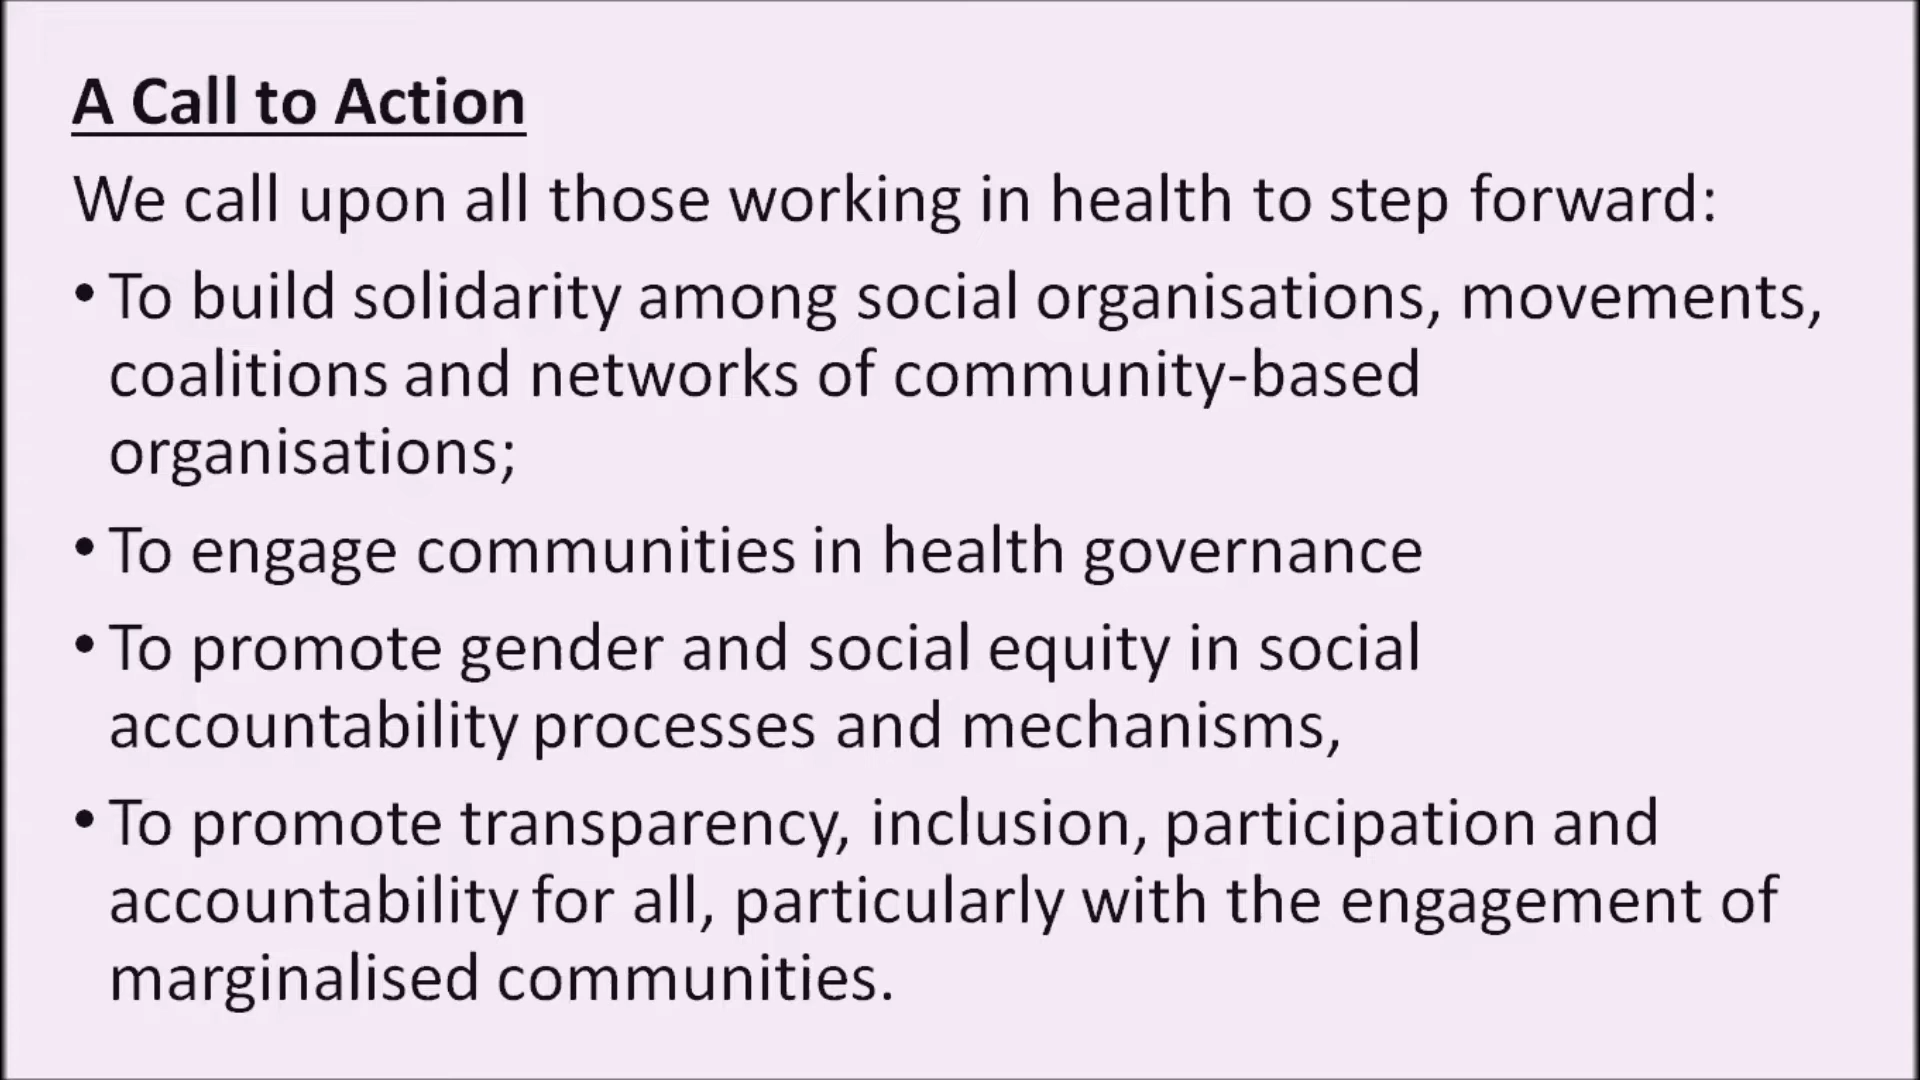 A Call to Action
We call upon all those working in health to step forward:
• To build solidarity among social organisations, movements,
coalitions and networks of community-based
organisations;
• To engage communities in health governance
• To promote gender and social equity in social
accountability processes and mechanisms,
• To promote transparency, inclusion, participation and
accountability for all, particularly with the engagement of
marginalised communities.